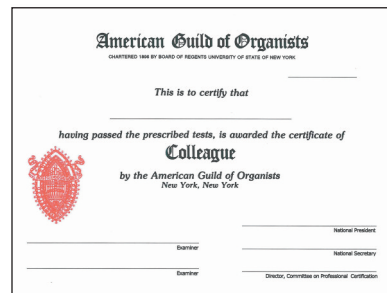 American Guild of Organists
CHARTERED 1896 BY BOARD OF REGENTS UNIVERSITY OF STATE OF NEW YORK
This is to certify that
having passed the prescribed tests, is awarded the certificate of
Colleague
by the American Guild of Organists
New York, New York
National President
Examiner
National Secretary
Examiner
Director, Committee on Professional Certification